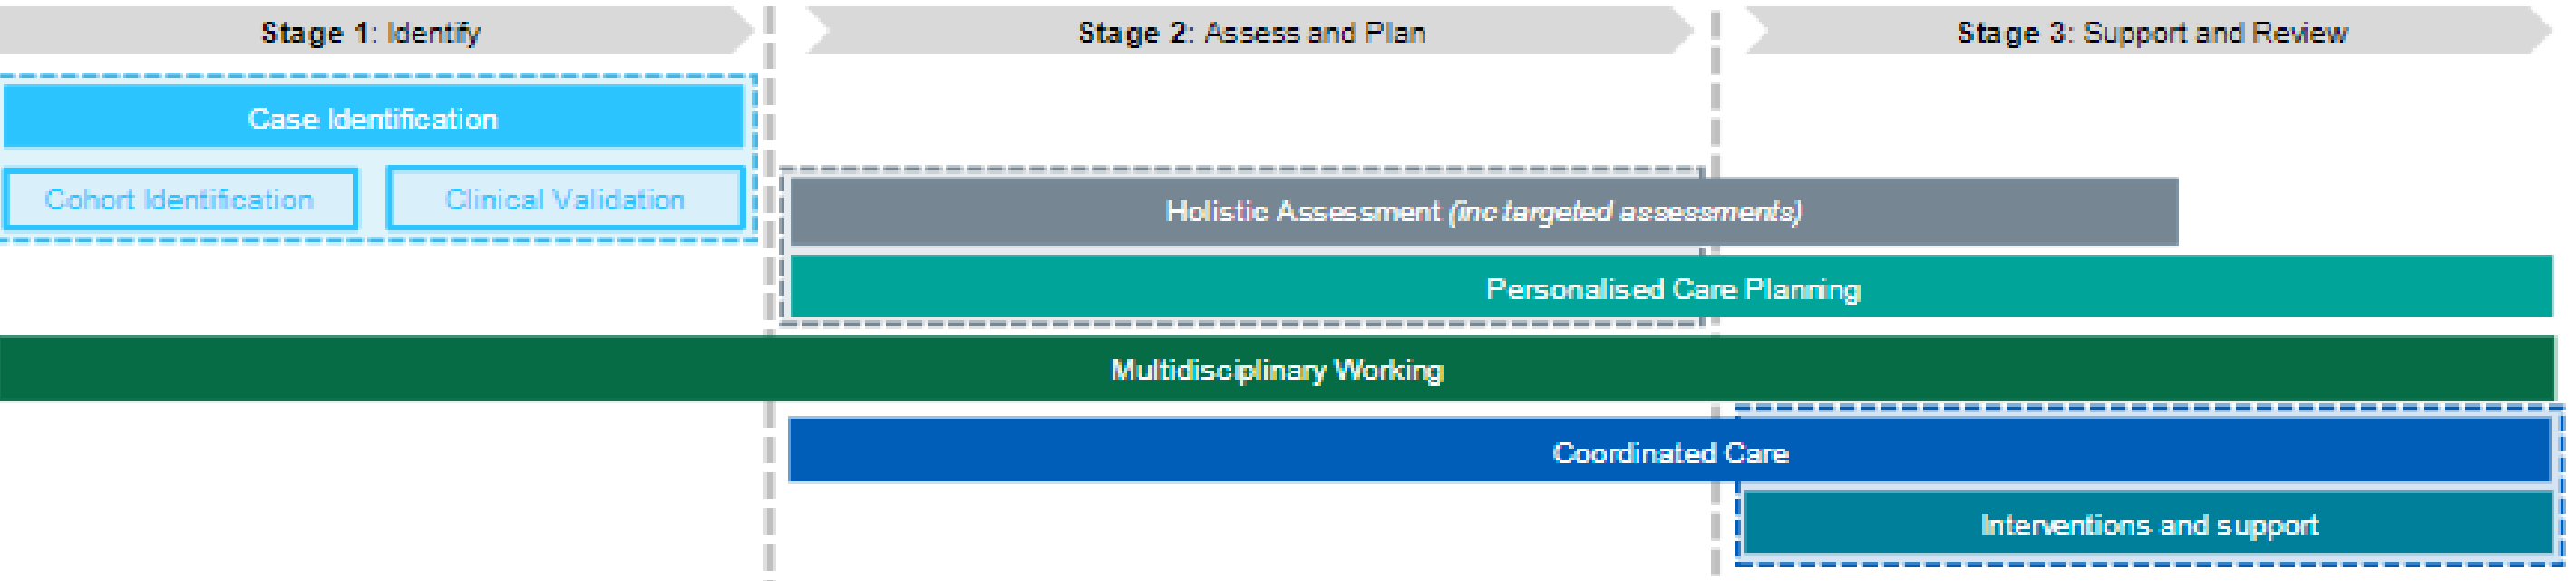 Stage 1: Identify
Stage 2: Assess and Plan
Stage 3: Support and Review
Case Identification
Cohort Identification
Clinical Validation
Holistic Assessment (inc targeted assessments)
Personalised Care Planning
Multidisciplinary Working
Coordinated Care
Interventions and support